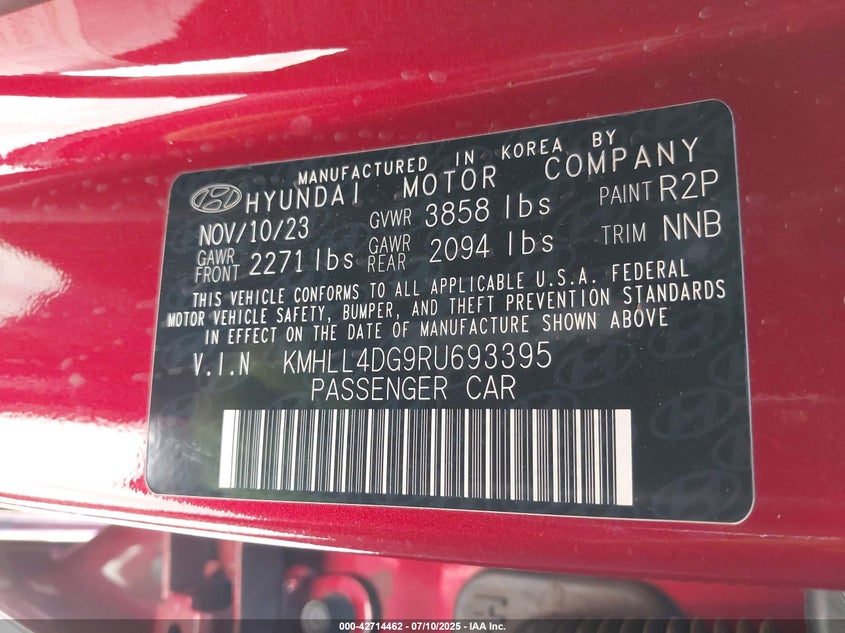 MANUFACTURED IN KOREA BY
HYUNDAI MOTOR COMPANY
NOV/10/23 GVWR 3858 lbs PAINT R2P
GAWR FRONT 2271 lbs GAWR REAR 2094 lbs TRIM NNB
THIS VEHICLE CONFORMS TO ALL APPLICABLE U.S.A. FEDERAL
MOTOR VEHICLE SAFETY, BUMPER, AND THEFT PREVENTION STANDARDS
IN EFFECT ON THE DATE OF MANUFACTURE SHOWN ABOVE
V.I.N KMHLL4DG9RU693395
PASSENGER CAR
000-42714462 - 07/10/2025 - IAA Inc.